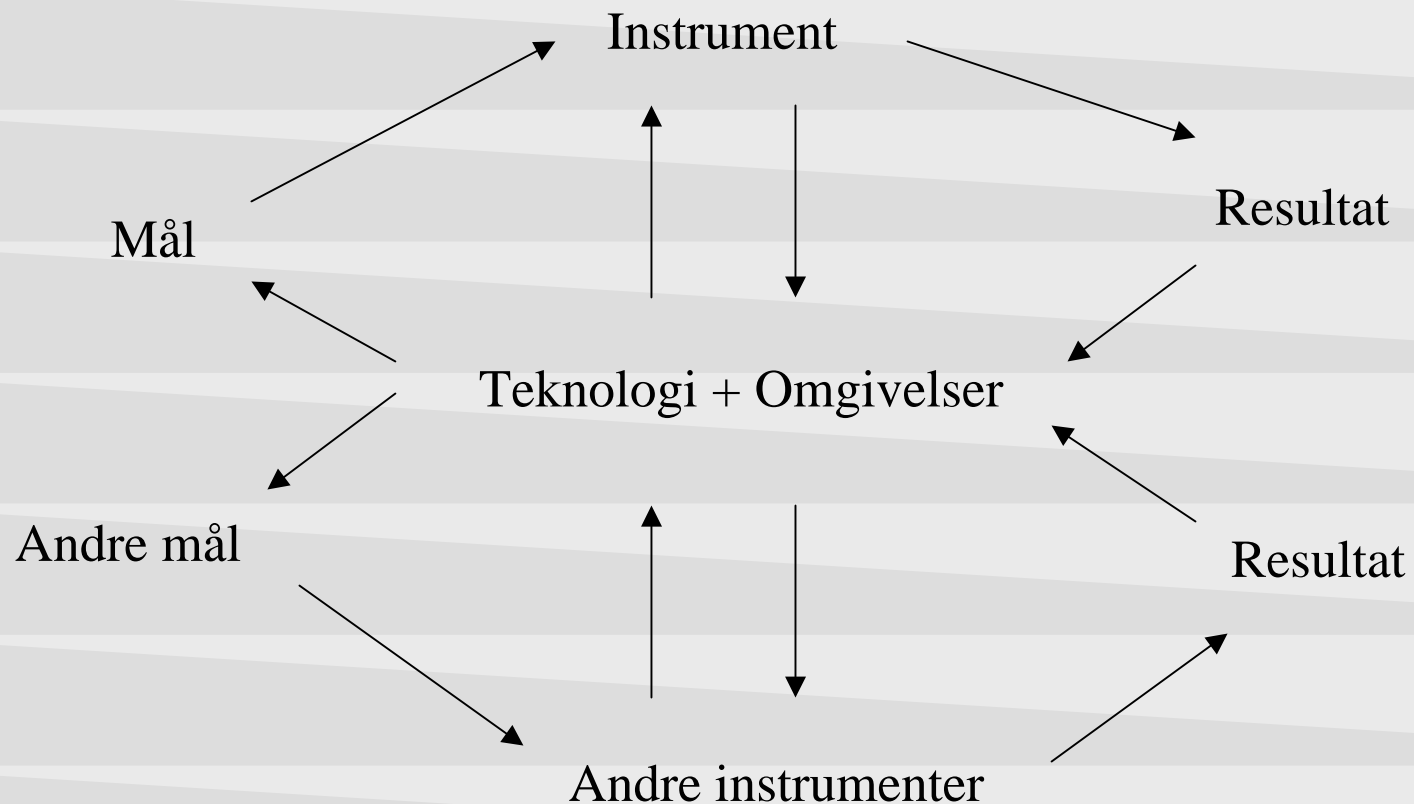 Instrument
Resultat
Mål
Teknologi + Omgivelser
Andre mål
Resultat
Andre instrumenter